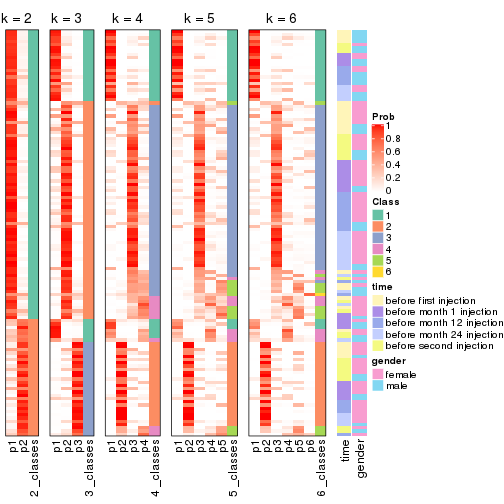 k = 2 k = 3 k = 4 k = 5 k = 6
Prob
1
0.8
0.6
0.4
0.2
0
Class
1
2
3
4
5
6
time
before first injection
before month 1 injection
before month 12 injection
before month 24 injection
before second injection
gender
female
male
p1 p2 2_classes p1 p2 p3 3_classes p1 p2 p3 p4 4_classes p1 p2 p3 p4 p5 5_classes p1 p2 p3 p4 p5 p6 6_classes time gender